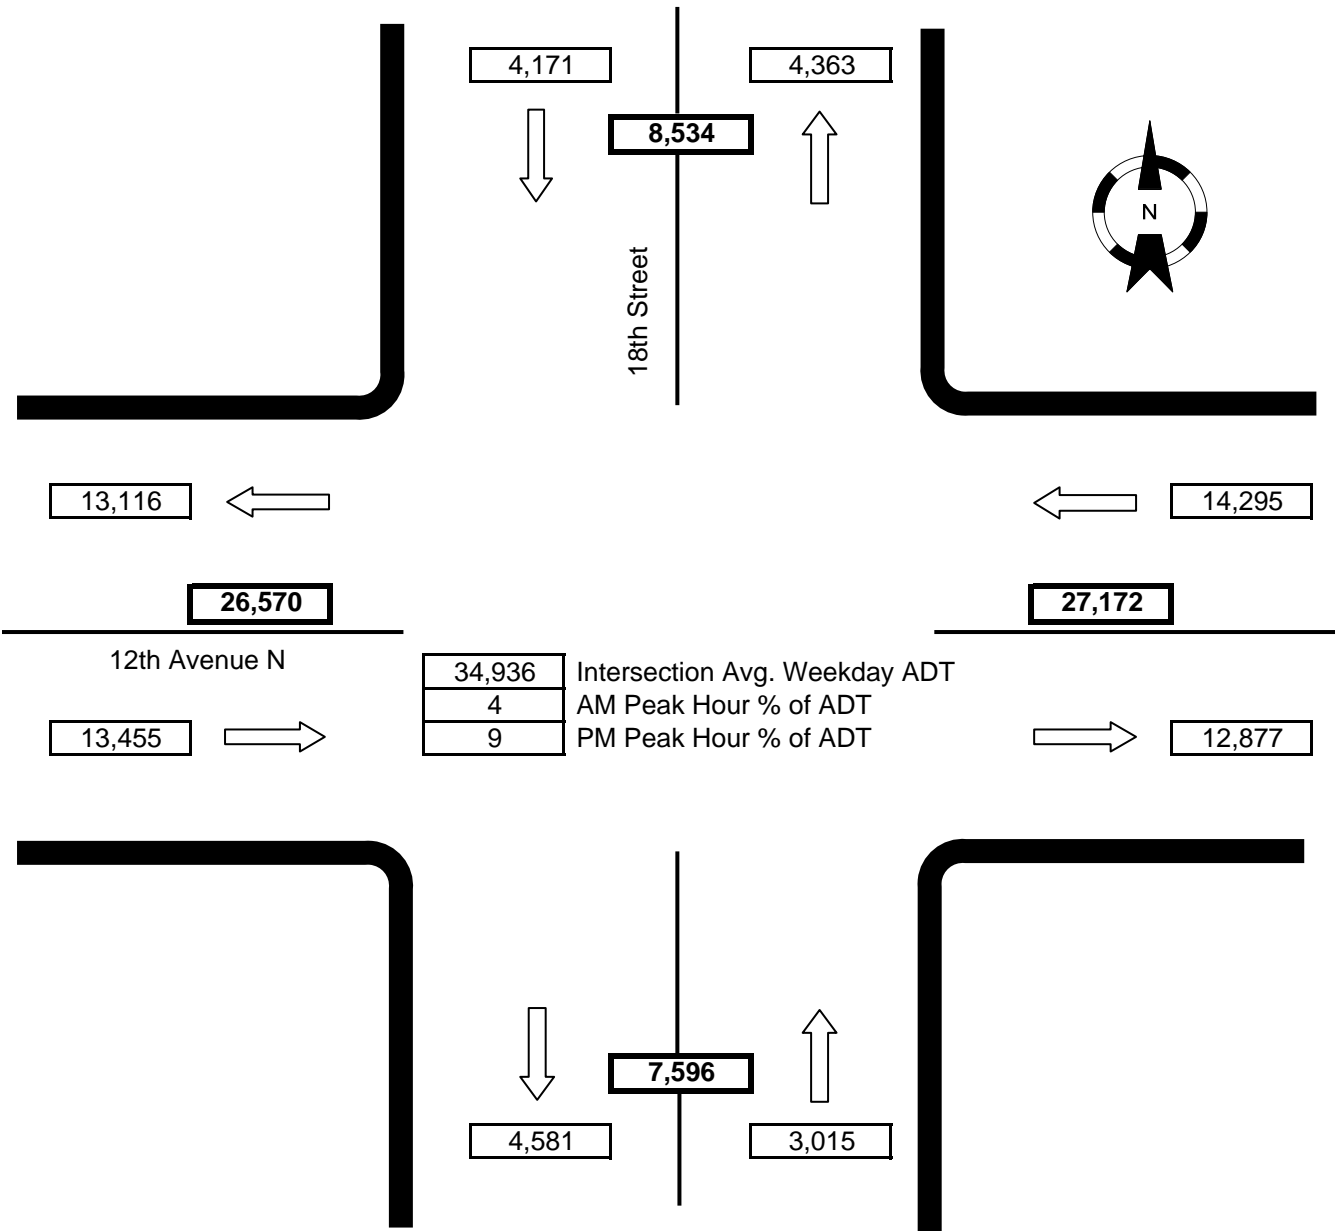 4,171
4,363
8,534
N
18th Street
13,116
14,295
26,570
27,172
12th Avenue N
34,936 Intersection Avg. Weekday ADT
4 AM Peak Hour % of ADT
9 PM Peak Hour % of ADT
13,455
12,877
7,596
4,581
3,015